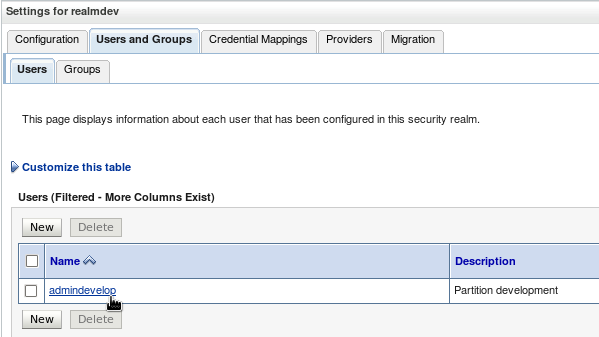 Settings for realmdev
Configuration Users and Groups Credential Mappings Providers Migration
Users Groups
This page displays information about each user that has been configured in this security realm.
Customize this table
Users (Filtered - More Columns Exist)
New Delete
Name Description
admindevelop Partition development
New Delete